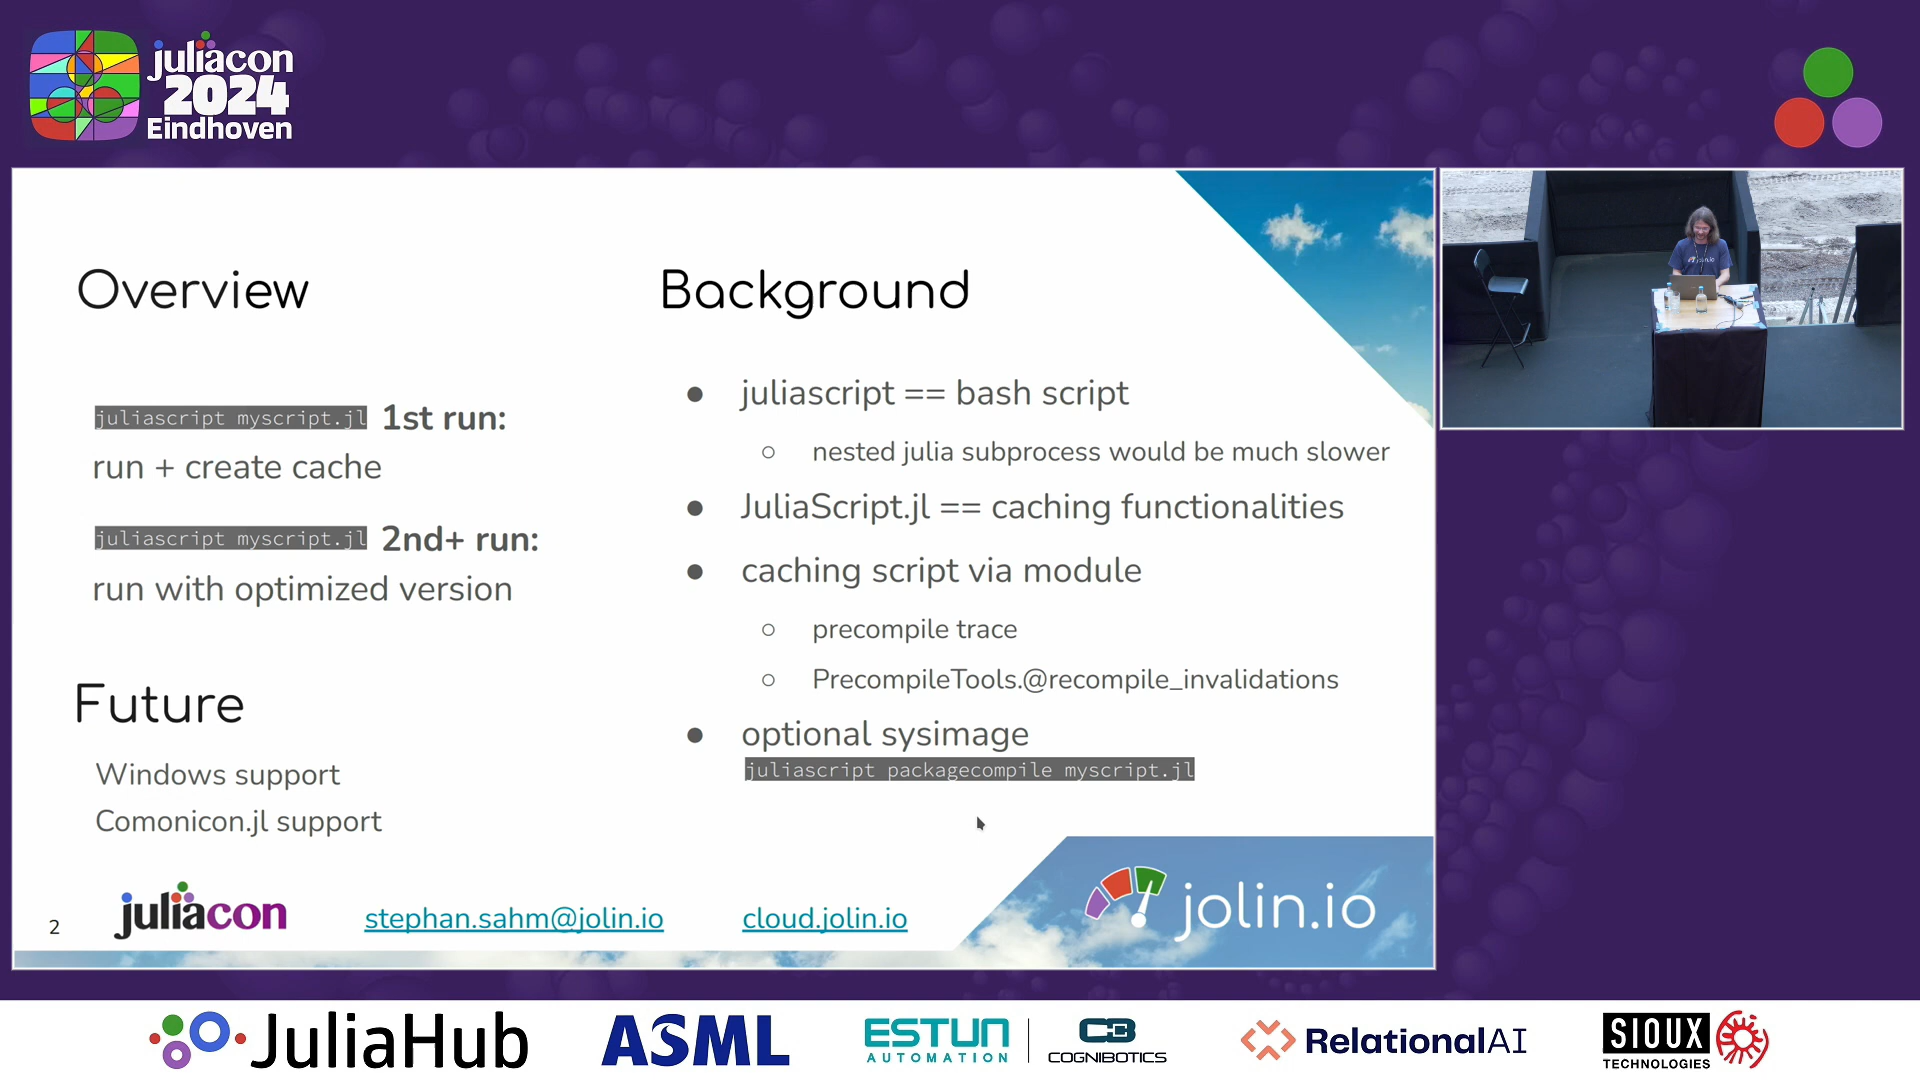 juliacon
2024
Eindhoven
Overview
juliascript myscript.jl 1st run:
run + create cache
juliascript myscript.jl 2nd+ run:
run with optimized version
Future
Windows support
Comonicon.jl support
Background
● juliascript == bash script
○ nested julia subprocess would be much slower
● JuliaScript.jl == caching functionalities
● caching script via module
○ precompile trace
○ PrecompileTools.@recompile_invalidations
● optional sysimage
juliascript packagecompile myscript.jl
2
juliacon
stephan.sahm@jolin.io
cloud.jolin.io
jolin.io
jolin.io
JuliaHub
ASML
ESTUN
AUTOMATION
COGNIBOTICS
RelationalAI
SIOUX
TECHNOLOGIES